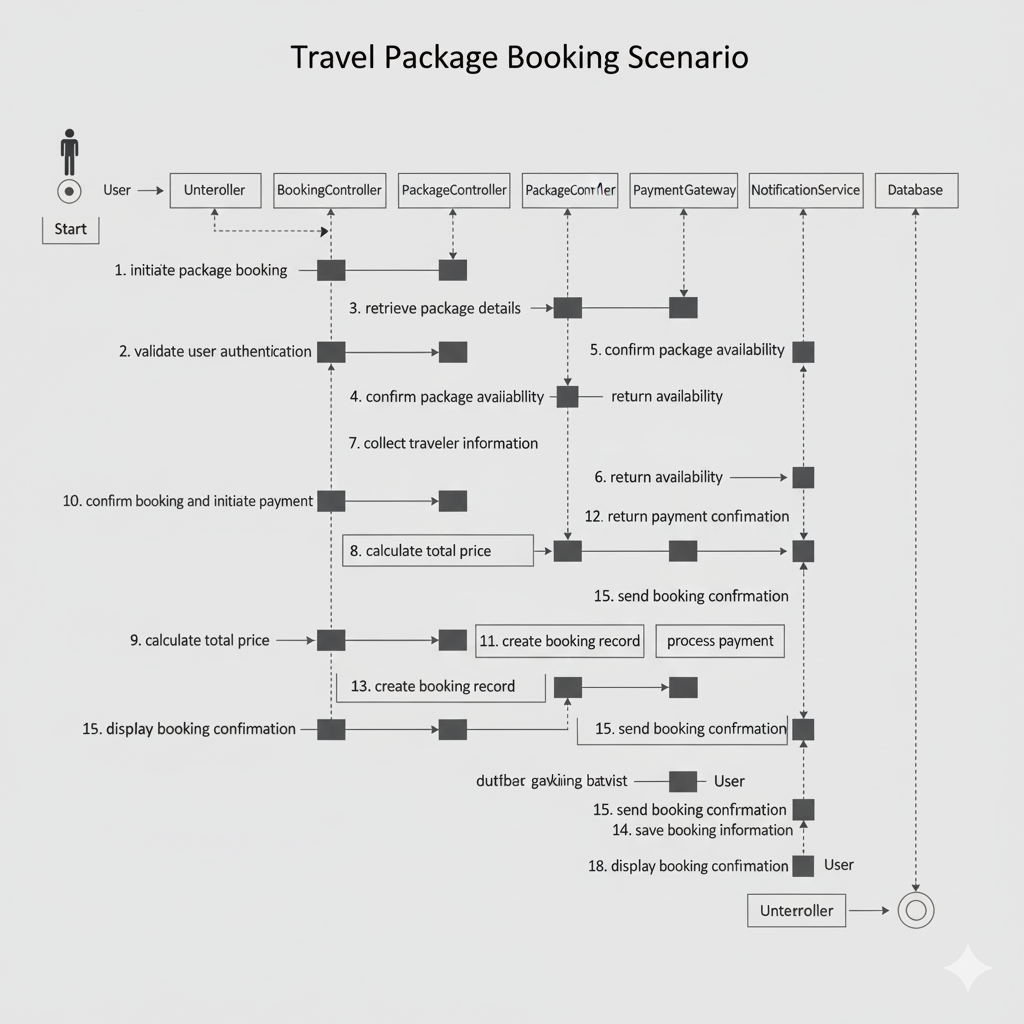 Travel Package Booking Scenario
User
Unteroller
BookingController
PackageController
PaymentGateway
NotificationService
Database
Start
1. initiate package booking
3. retrieve package details
2. validate user authentication
5. confirm package availability
4. confirm package avaiiabllity
return availability
7. collect traveler information
6. return availability
10. confirm booking and initiate payment
12. return payment confirmation
8. calculate total price
15. send booking confrmation
9. calculate total price
11. create booking record
process payment
13. create booking record
15. display booking confirmation
15. send booking confrmation
User
15. send booking confrmation
14. save booking information
18. display booking confirmation
User
Unterroller